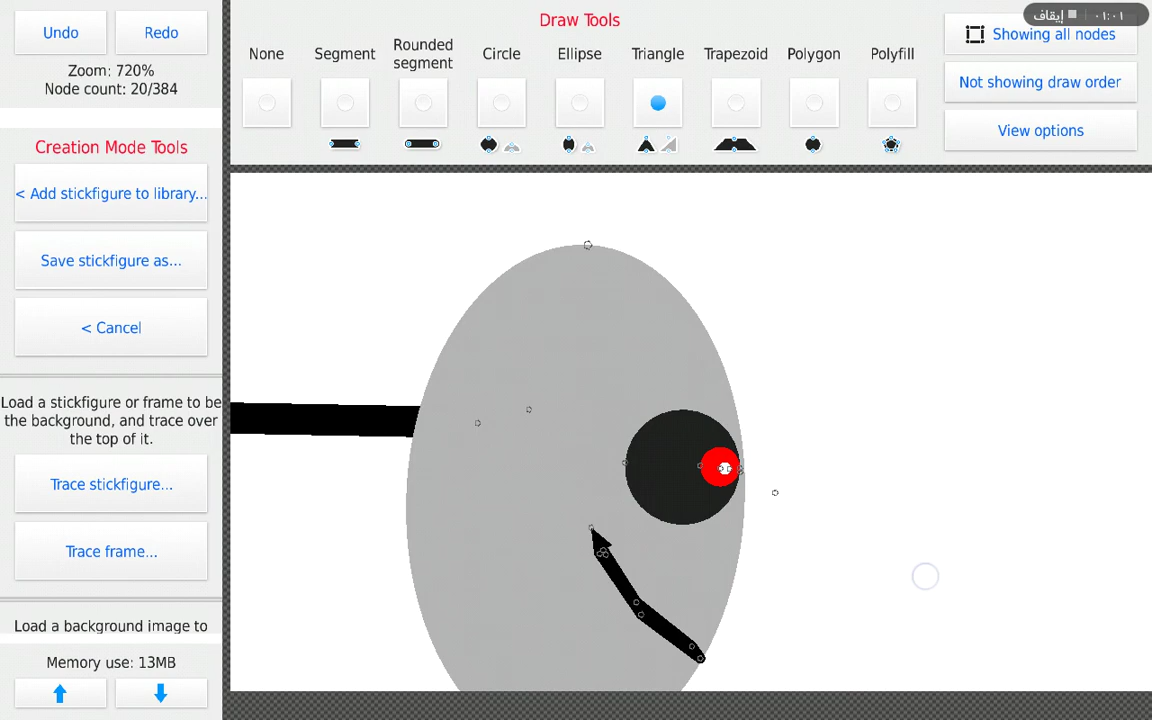 Undo
Redo
Zoom: 720%
Node count: 20/384
Creation Mode Tools
< Add stickfigure to library...
Save stickfigure as...
< Cancel
Load a stickfigure or frame to be
the background, and trace over
the top of it.
Trace stickfigure...
Trace frame...
Load a background image to
Memory use: 13MB
Draw Tools
None
Segment
Rounded
segment
Circle
Ellipse
Triangle
Trapezoid
Polygon
Polyfill
إيقاف ٠١:٠١
Showing all nodes
Not showing draw order
View options